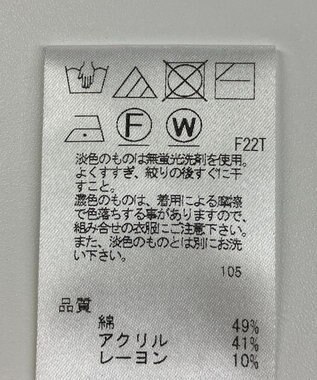 F W
F22T
淡色のものは無蛍光洗剤を使用。
よくすすぎ、絞りの後すぐに干
すこと。
濃色のものは、着用による摩擦
で色落ちする事がありますので、
組み合せの衣服にご注意下さい。
また、淡色のものとは別にお洗
い下さい。
105
品質
綿 49%
アクリル 41%
レーヨン 10%